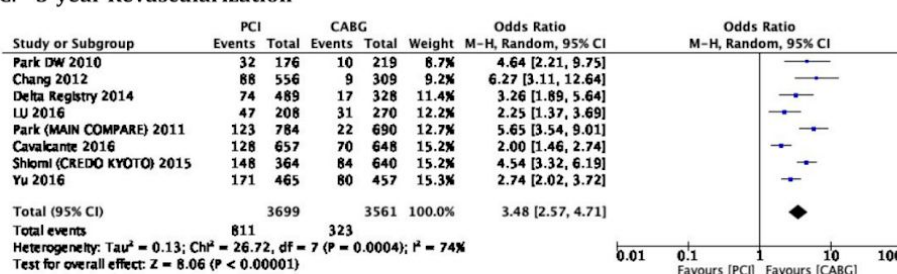 PCI CABG Odds Ratio Odds Ratio
Study or Subgroup Events Total Events Total Weight M-H, Random, 95% CI M-H, Random, 95% CI
Park DW 2010 32 176 10 219 8.7% 4.64 [2.21, 9.75]
Chang 2012 88 556 9 309 9.2% 6.27 [3.11, 12.64]
Delta Registry 2014 74 489 17 328 11.4% 3.26 [1.89, 5.64]
LU 2016 47 208 31 270 12.2% 2.25 [1.37, 3.69]
Park (MAIN COMPARE) 2011 123 784 22 690 12.7% 5.65 [3.54, 9.01]
Cavalcante 2016 128 657 70 648 15.2% 2.00 [1.46, 2.74]
Shiomi (CREDO KYOTO) 2015 148 364 84 640 15.2% 4.54 [3.32, 6.19]
Yu 2016 171 465 80 457 15.3% 2.74 [2.02, 3.72]
Total (95% CI) 3699 3561 100.0% 3.48 [2.57, 4.71]
Total events 811 323
Heterogeneity: Tau² = 0.13; Chi² = 26.72, df = 7 (P = 0.0004); I² = 74%
Test for overall effect: Z = 8.06 (P < 0.00001)
0.01 0.1 1 10 100
Favours [PCI] Favours [CABG]